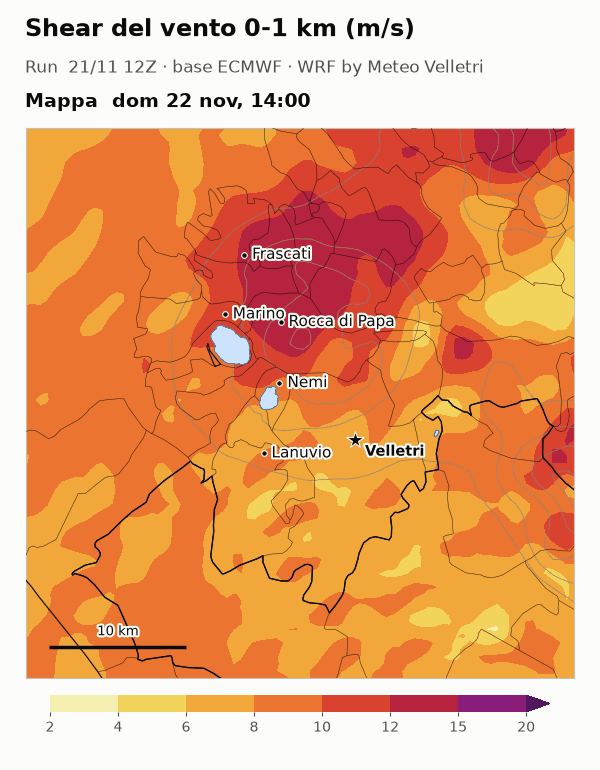 Shear del vento 0-1 km (m/s)
Run  21/11 12Z · base ECMWF · WRF by Meteo Velletri
Mappa  dom 22 nov, 14:00
Frascati
Marino
Rocca di Papa
Nemi
Velletri
Lanuvio
10 km
2 4 6 8 10 12 15 20